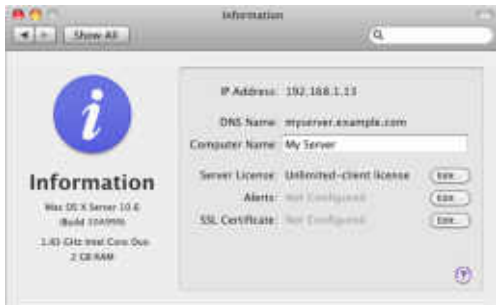 Information
Show All
IP Address: 192.168.1.13
DNS Name: myserver.example.com
Computer Name: My Server
Server License: Unlimited-client license Edit...
Alerts: Not Configured Edit...
SSL Certificate: Not Configured Edit...
Information
Mac OS X Server 10.6
(Build
1.83 GHz Intel Core Duo
2 GB RAM